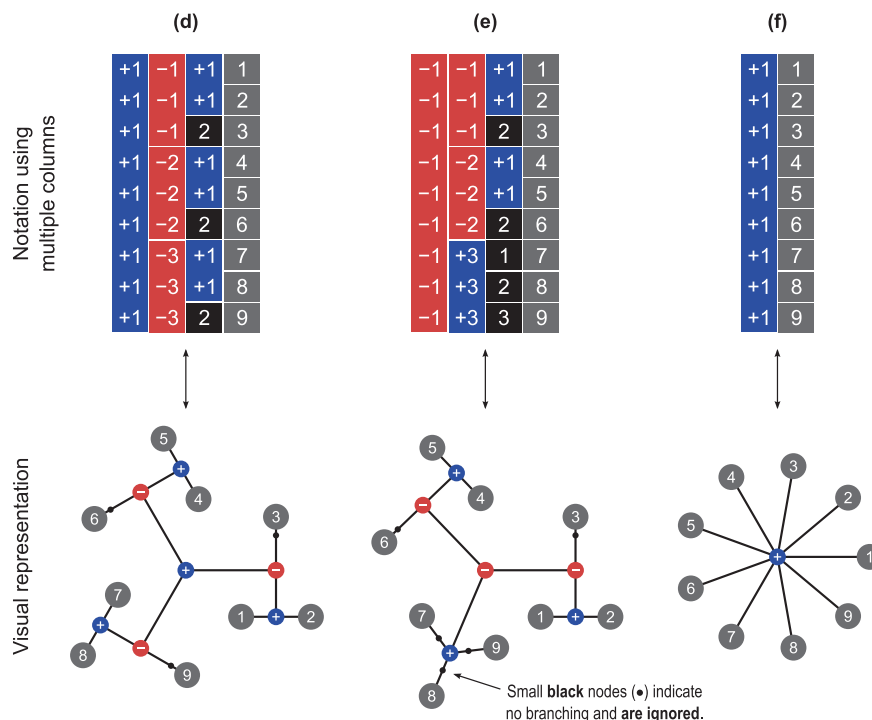 (d) (e) (f)
Notation using
multiple columns
+1 −1 +1 1
+1 −1 +1 2
+1 −1 2 3
+1 −2 +1 4
+1 −2 +1 5
+1 −2 2 6
+1 −3 +1 7
+1 −3 +1 8
+1 −3 2 9
−1 −1 +1 1
−1 −1 +1 2
−1 −1 2 3
−1 −2 +1 4
−1 −2 +1 5
−1 −2 2 6
−1 +3 1 7
−1 +3 2 8
−1 +3 3 9
+1 1
+1 2
+1 3
+1 4
+1 5
+1 6
+1 7
+1 8
+1 9
Visual representation
5
+
4
−
6
3
+
−
1
+
2
7
+
8
−
9
5
+
4
−
6
3
−
−
1
+
2
7
+
9
8
3
4
2
5
+
1
6
9
7
8
Small black nodes (•) indicate
no branching and are ignored.